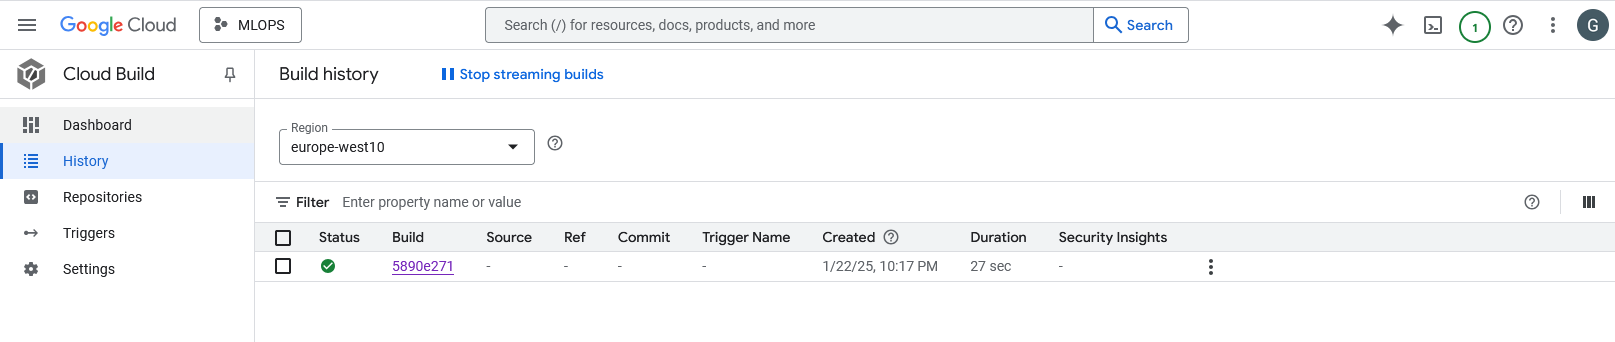 Google Cloud MLOPS Search (/) for resources, docs, products, and more Search 1 G
Cloud Build Build history Stop streaming builds
Dashboard
History
Repositories
Triggers
Settings
Region
europe-west10
Filter Enter property name or value
Status Build Source Ref Commit Trigger Name Created Duration Security Insights
5890e271 - - - - 1/22/25, 10:17 PM 27 sec -